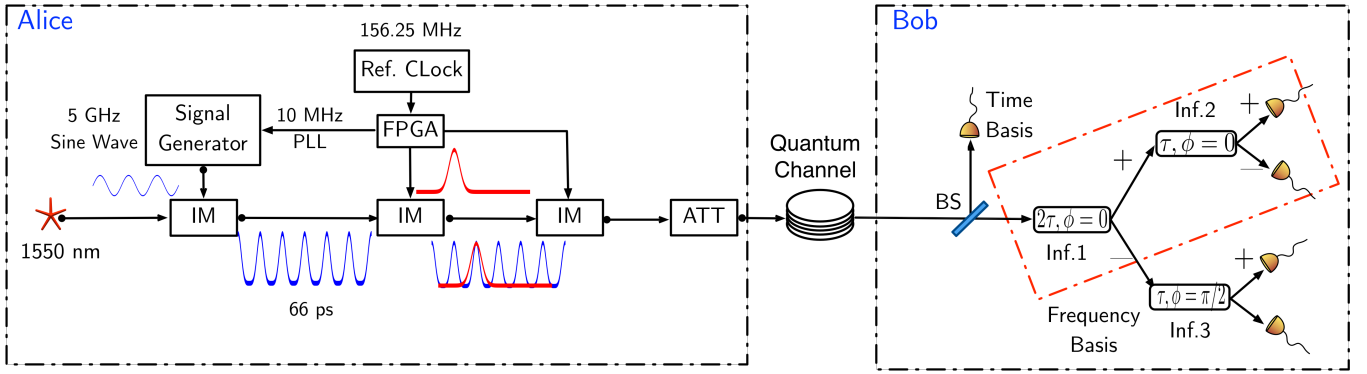 Alice
156.25 MHz
Ref. CLock
5 GHz
Sine Wave
Signal
Generator
10 MHz
PLL
FPGA
IM
IM
IM
ATT
1550 nm
66 ps
Quantum
Channel
Bob
Time
Basis
BS
2τ, ϕ = 0
Inf.1
+
−
Inf.2
τ, ϕ = 0
+
−
τ, ϕ = π/2
Inf.3
+
Frequency
Basis